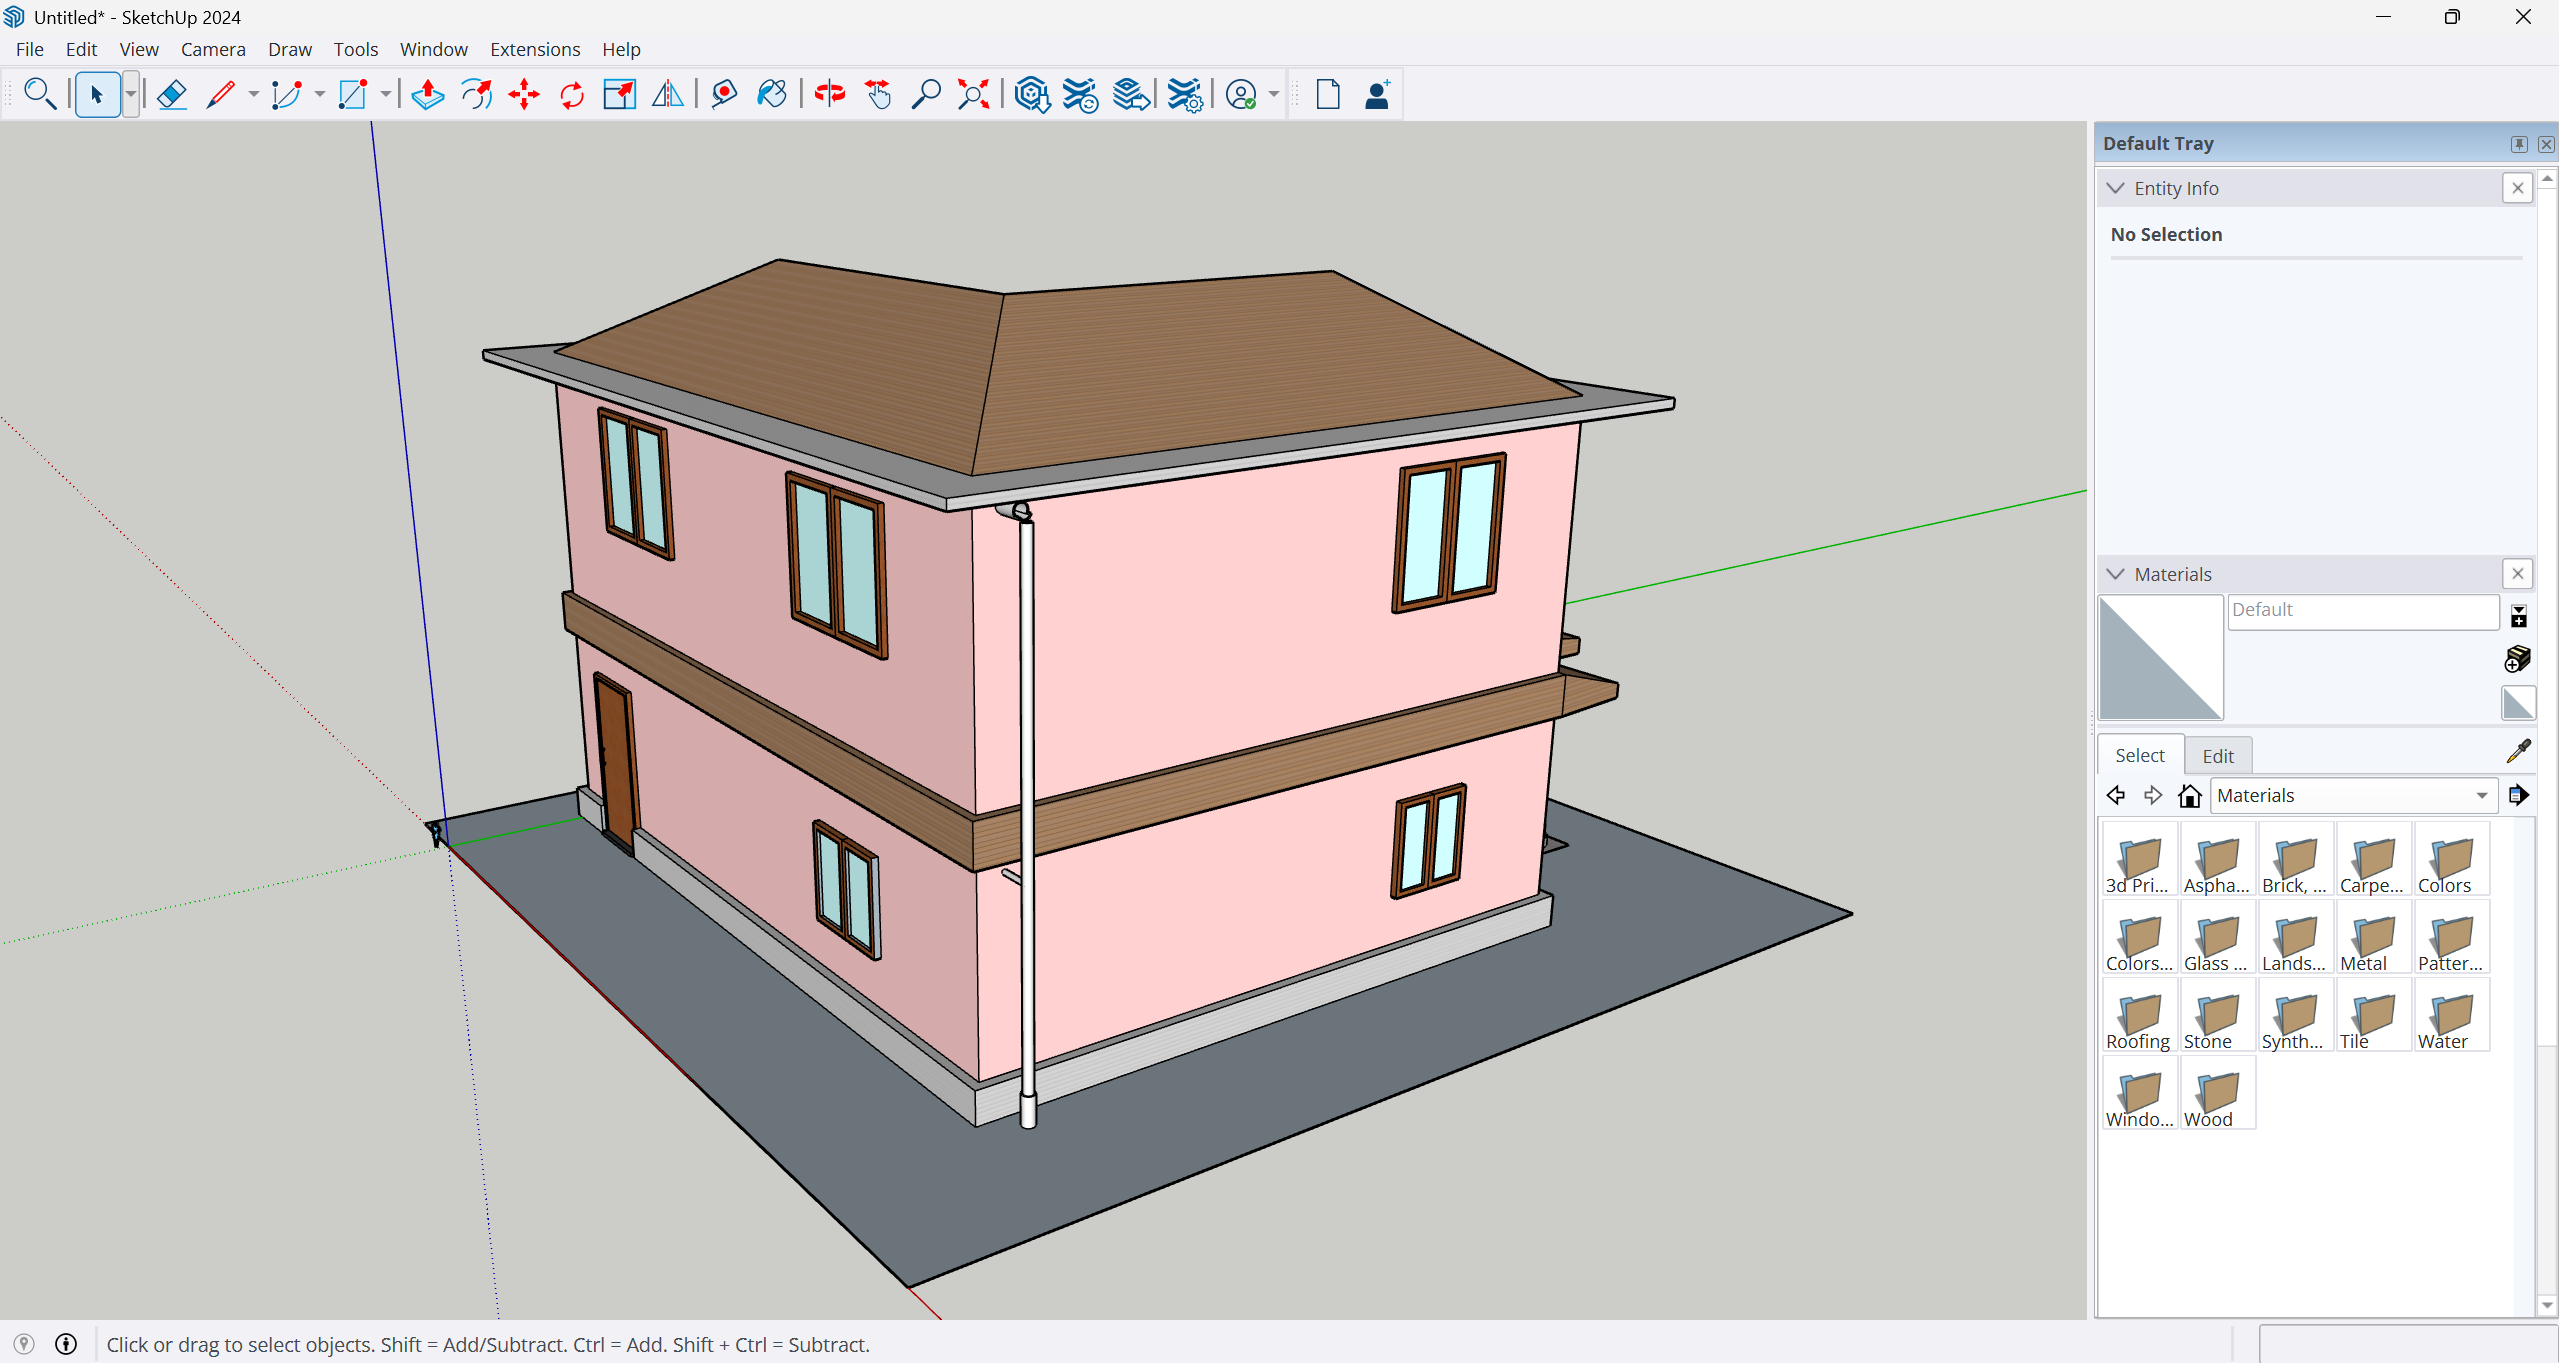 Untitled* - SketchUp 2024
File Edit View Camera Draw Tools Window Extensions Help
Default Tray
Entity Info
No Selection
Materials
Default
Select Edit
Materials
3d Pri... Aspha... Brick, ... Carpe... Colors
Colors... Glass ... Lands... Metal Patter...
Roofing Stone Synth... Tile Water
Windo... Wood
Click or drag to select objects. Shift = Add/Subtract. Ctrl = Add. Shift + Ctrl = Subtract.